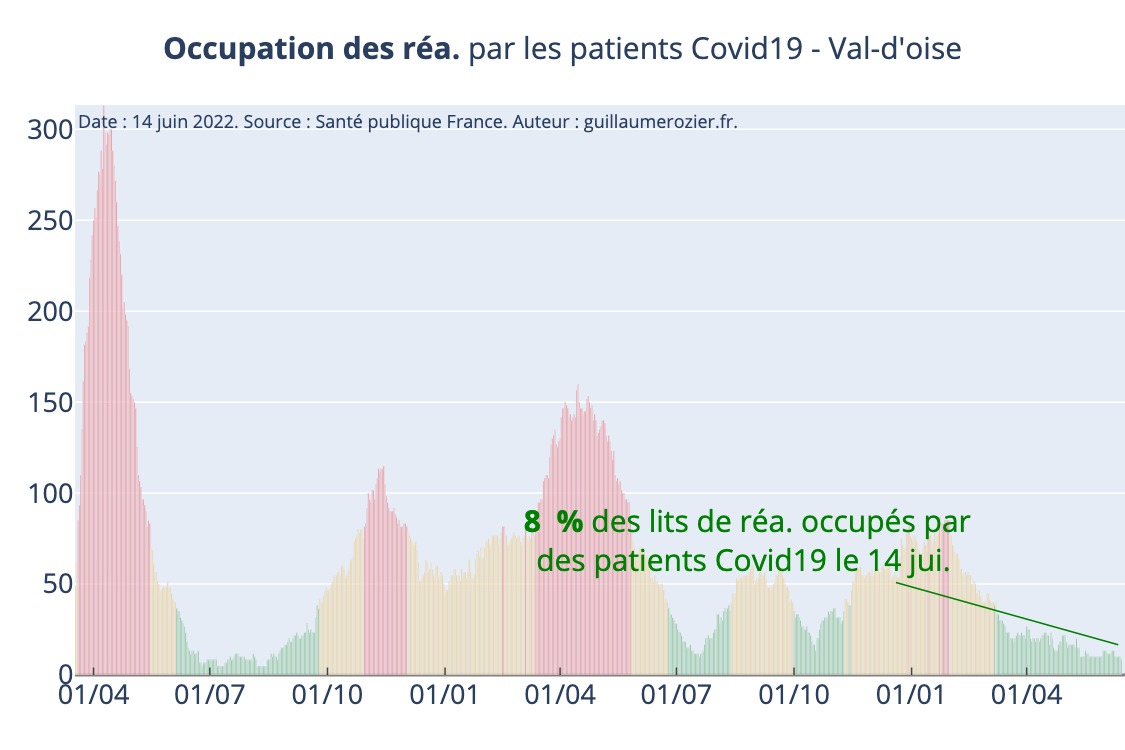 Occupation des réa. par les patients Covid19 - Val-d'oise
Date : 14 juin 2022. Source : Santé publique France. Auteur : guillaumerozier.fr.
300
250
200
150
100
50
0
8 % des lits de réa. occupés par
des patients Covid19 le 14 jui.
01/04 01/07 01/10 01/01 01/04 01/07 01/10 01/01 01/04